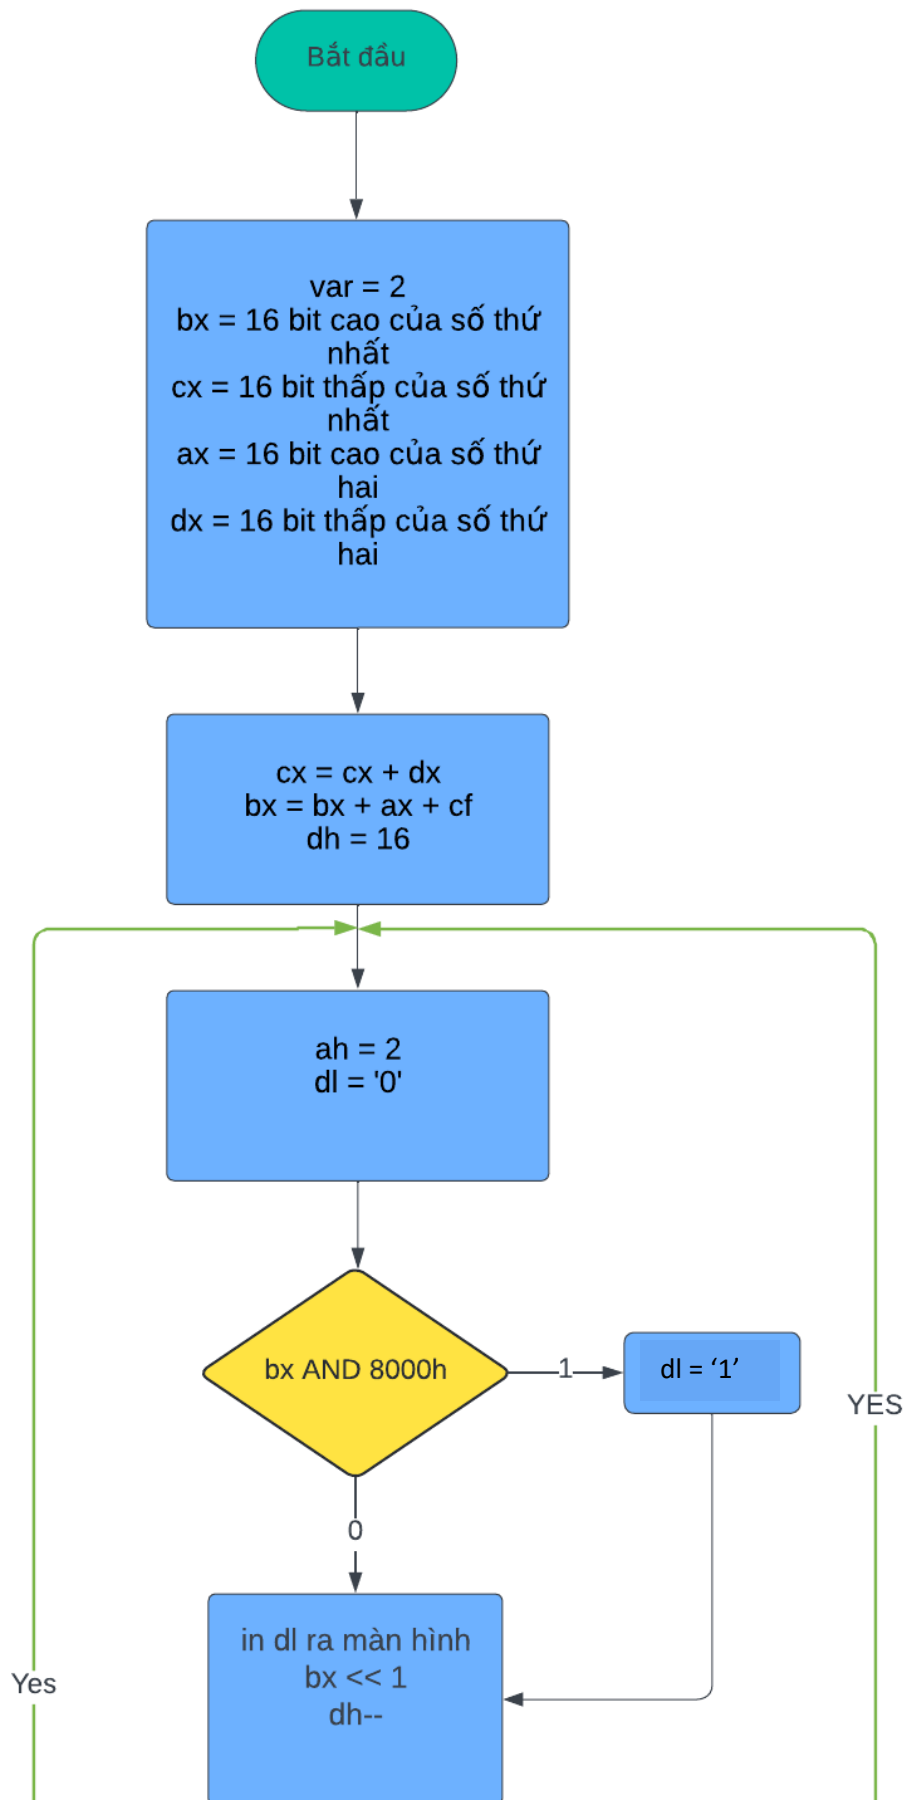 Bắt đầu
var = 2
bx = 16 bit cao của số thứ
nhất
cx = 16 bit thấp của số thứ
nhất
ax = 16 bit cao của số thứ
hai
dx = 16 bit thấp của số thứ
hai
cx = cx + dx
bx = bx + ax + cf
dh = 16
ah = 2
dl = '0'
bx AND 8000h
1
dl = ‘1’
YES
0
in dl ra màn hình
bx << 1
dh--
Yes